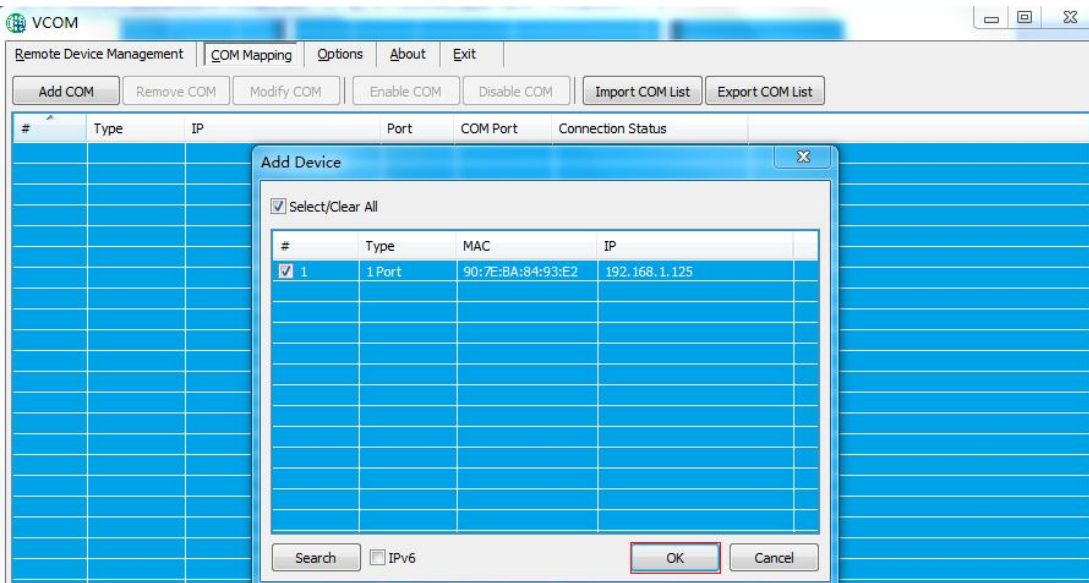 VCOM
Remote Device Management COM Mapping Options About Exit
Add COM Remove COM Modify COM Enable COM Disable COM Import COM List Export COM List
# Type IP Port COM Port Connection Status
Add Device
Select/Clear All
# Type MAC IP
1 1 Port 90:7E:BA:84:93:E2 192.168.1.125
Search IPv6 OK Cancel